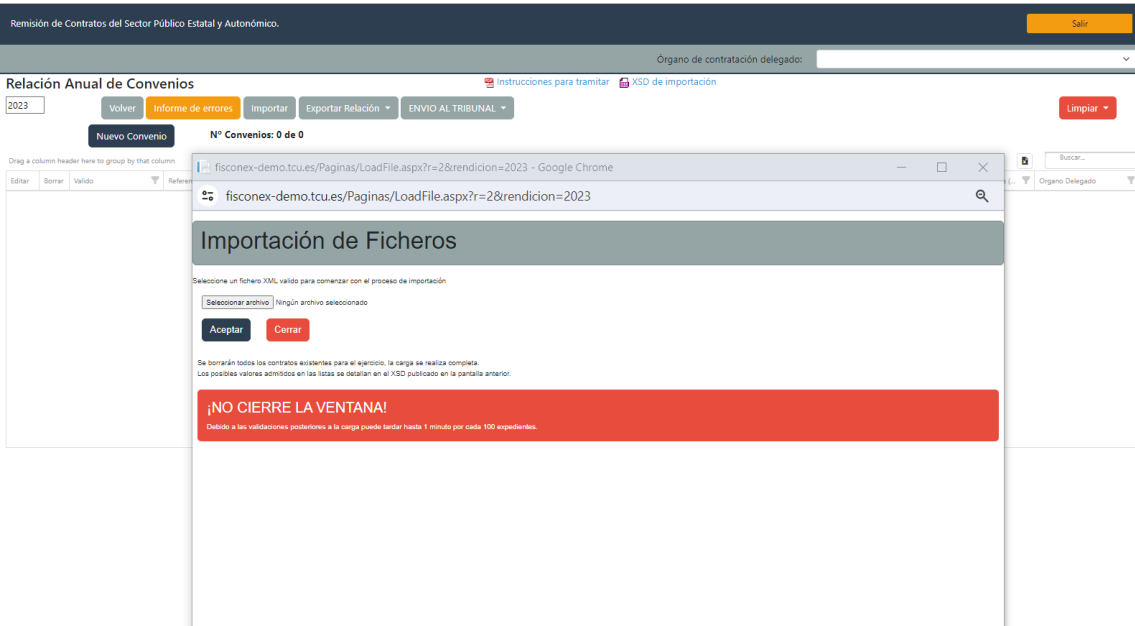 Remisión de Contratos del Sector Público Estatal y Autonómico.
Salir
Órgano de contratación delegado:
Relación Anual de Convenios
Instrucciones para tramitar
XSD de importación
2023
Volver
Informe de errores
Importar
Exportar Relación
ENVIO AL TRIBUNAL
Limpiar
Nuevo Convenio
Nº Convenios: 0 de 0
Drag a column header here to group by that column
Buscar...
Editar
Borrar
Valido
Organo Delegado
fisconex-demo.tcu.es/Paginas/LoadFile.aspx?r=2&rendicion=2023 - Google Chrome
fisconex-demo.tcu.es/Paginas/LoadFile.aspx?r=2&rendicion=2023
Importación de Ficheros
Seleccione un fichero XML valido para comenzar con el proceso de importación
Seleccionar archivo
Ningún archivo seleccionado
Aceptar
Cerrar
Se borrarán todos los contratos existentes para el ejercicio, la carga se realiza completa.
Los posibles valores admitidos en las listas se detallan en el XSD publicado en la pantalla anterior.
¡NO CIERRE LA VENTANA!
Debido a las validaciones posteriores a la carga puede tardar hasta 1 minuto por cada 100 expedientes.